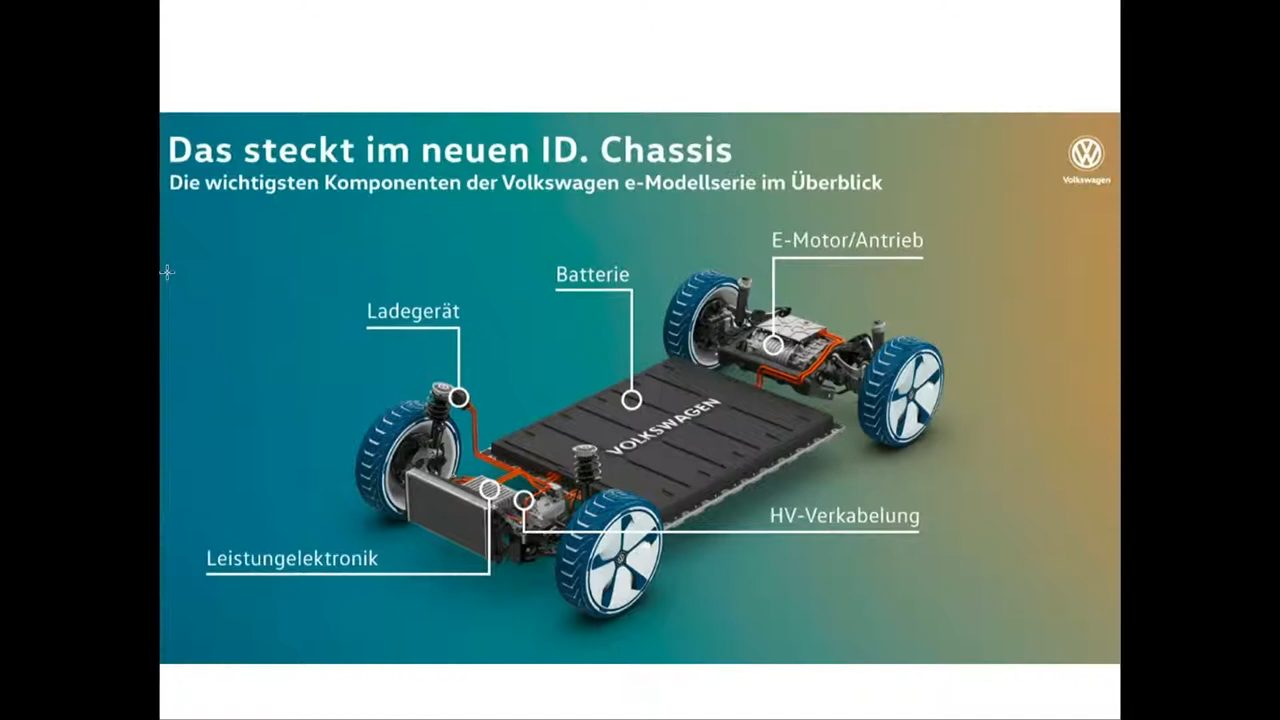 Das steckt im neuen ID. Chassis
Die wichtigsten Komponenten der Volkswagen e-Modellserie im Überblick
Volkswagen
E-Motor/Antrieb
Batterie
Ladegerät
VOLKSWAGEN
HV-Verkabelung
Leistungelektronik